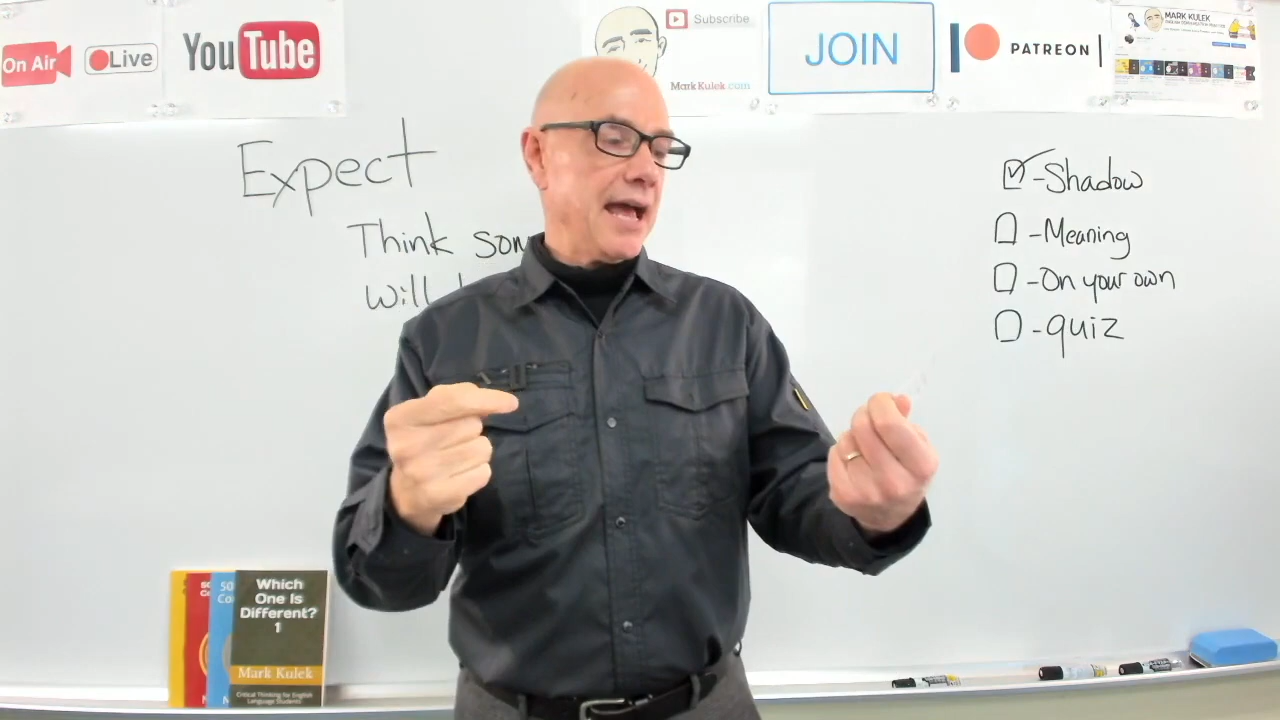 On Air
Live
YouTube
Subscribe
MarkKulek.com
JOIN
PATREON
MARK KULEK
Expect
Think som
will
-Shadow
-Meaning
-On your own
-quiz
Which
One Is
Different?
1
Mark Kulek
Critical Thinking for English
Language Students